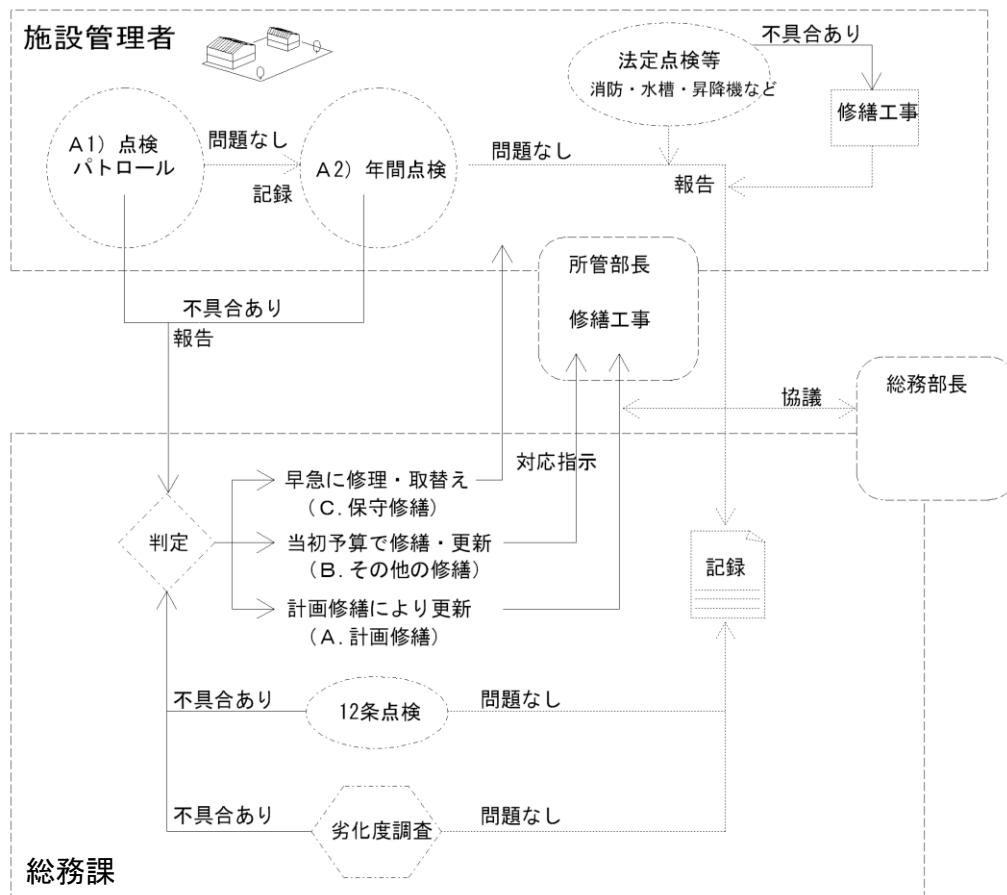 施設管理者
法定点検等
消防・水槽・昇降機など
不具合あり
修繕工事
A1）点検
パトロール
問題なし
記録
A2）年間点検
問題なし
報告
所管部長
修繕工事
不具合あり
報告
総務部長
協議
対応指示
早急に修理・取替え
（C．保守修繕）
判定
当初予算で修繕・更新
（B．その他の修繕）
計画修繕により更新
（A．計画修繕）
記録
不具合あり
12条点検
問題なし
不具合あり
劣化度調査
問題なし
総務課